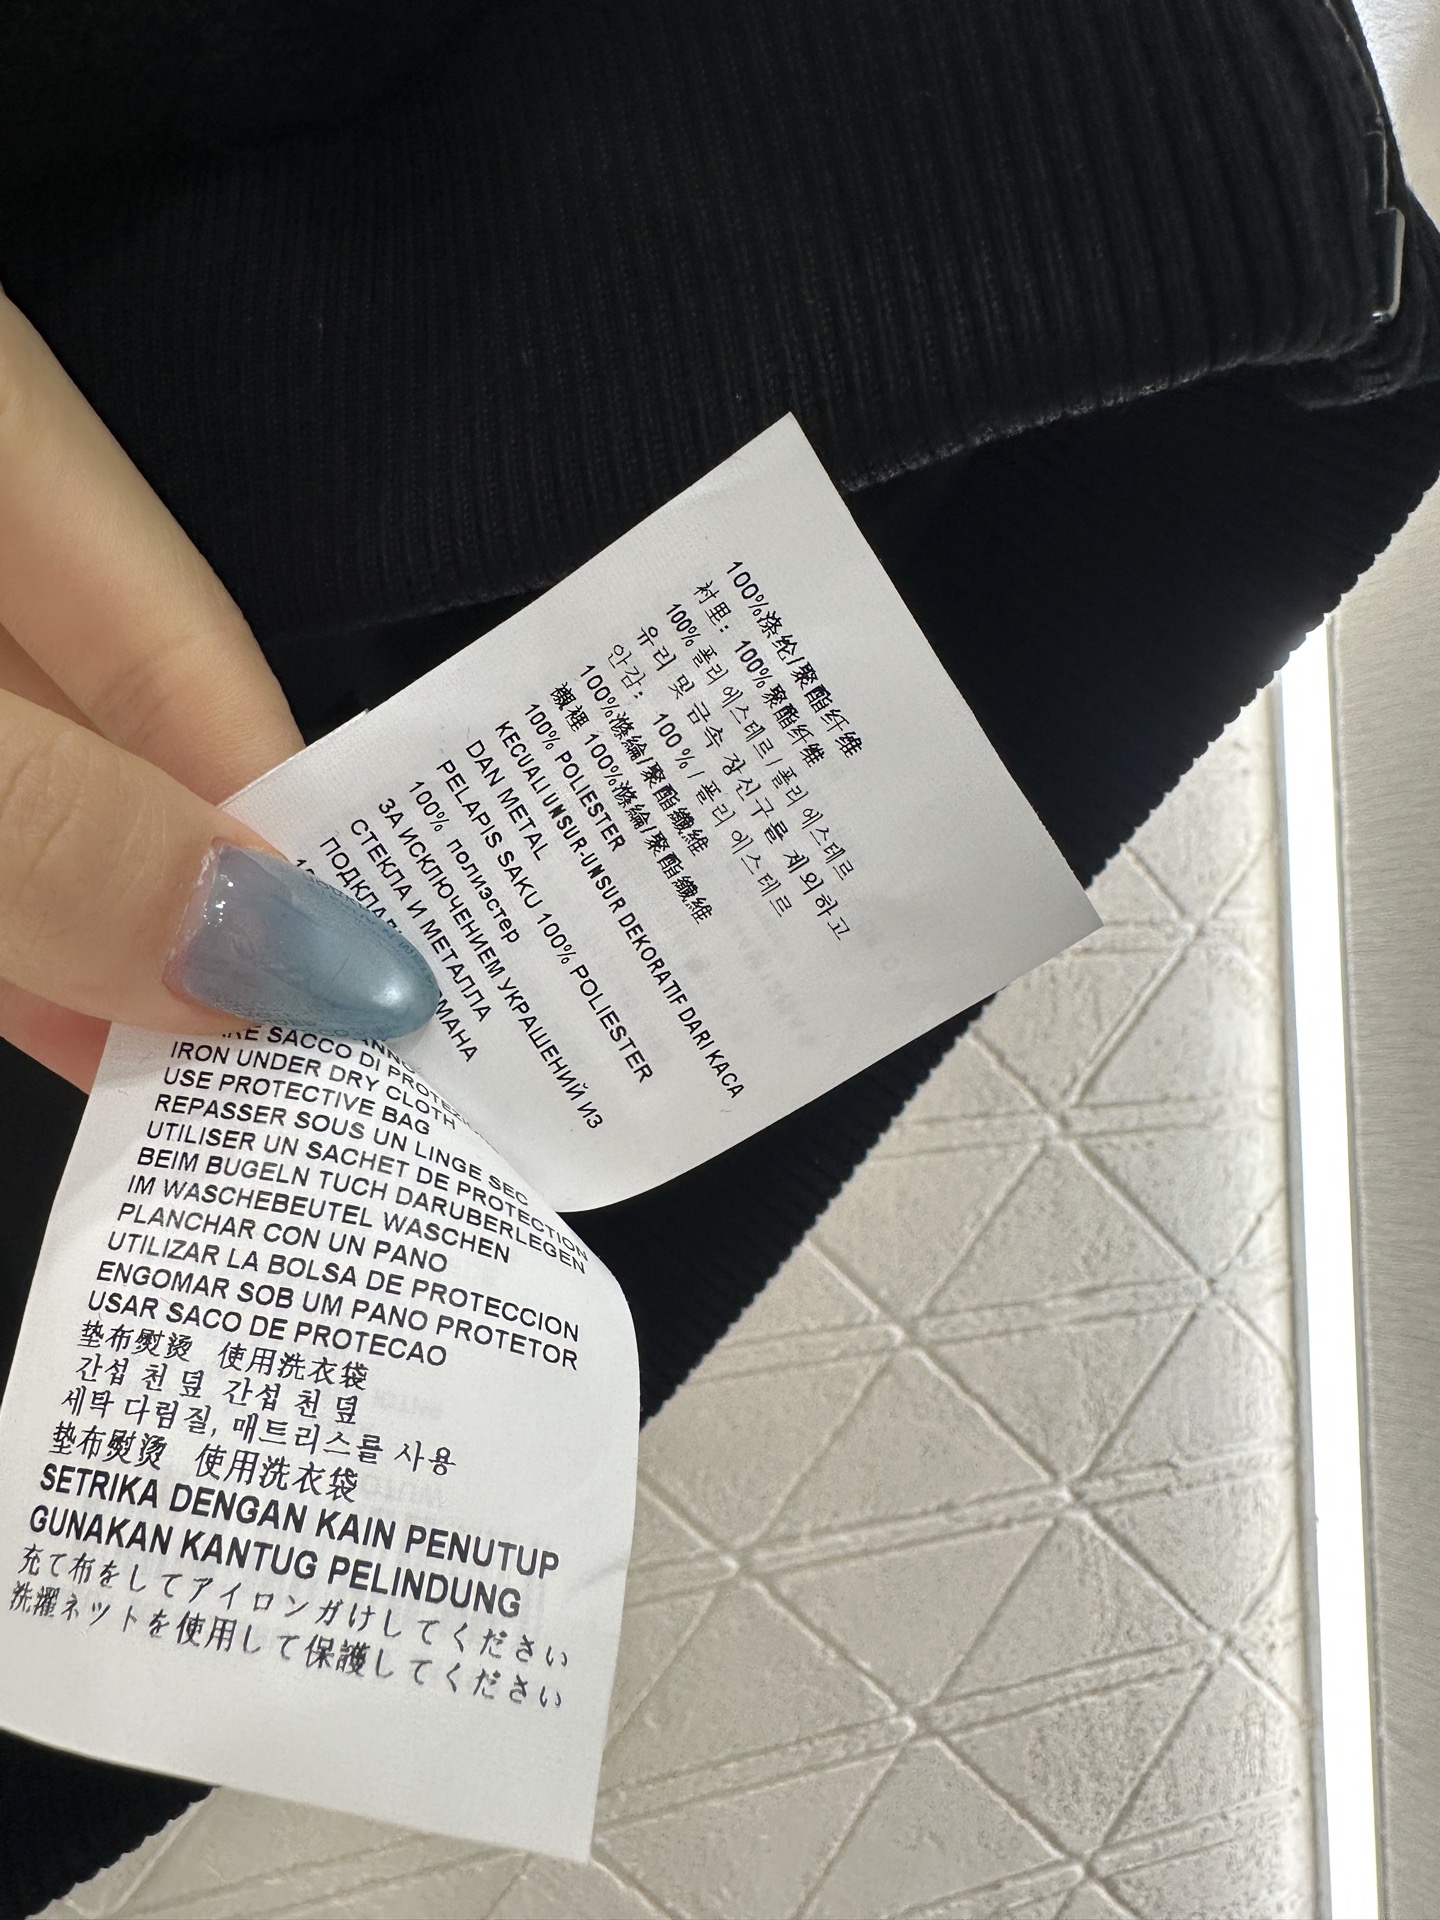 100%涤纶/聚酯纤维
衬里: 100%聚酯纤维
100% 폴리 에스테르/폴리 에스테르
유리 및 금속 장신구를 제외하고
안감: 100 % / 폴리 에스테르
100%滌綸/聚酯纖維
襯裡 100%滌綸/聚酯纖維
100% POLIESTER
KECUALI UNSUR-UNSUR DEKORATIF DARI KACA
DAN METAL
PELAPIS SAKU 100% POLIESTER
100% полиэстер
ЗА ИСКЛЮЧЕНИЕМ УКРАШЕНИЙ ИЗ
СТЕКЛА И МЕТАЛЛА
SACCO DI
IRON UNDER DRY CLOTH
USE PROTECTIVE BAG
REPASSER SOUS UN LINGE SEC
UTILISER UN SACHET DE PROTECTION
BEIM BUGELN TUCH DARUBERLEGEN
IM WASCHEBEUTEL WASCHEN
PLANCHAR CON UN PANO
UTILIZAR LA BOLSA DE PROTECCION
ENGOMAR SOB UM PANO PROTETOR
USAR SACO DE PROTECAO
垫布熨烫 使用洗衣袋
간섭 천 덮 간섭 천 덮
세탁 다림질, 매트리스를 사용
垫布熨烫 使用洗衣袋
SETRIKA DENGAN KAIN PENUTUP
GUNAKAN KANTUG PELINDUNG
充て布をしてアイロンガけしてください
洗濯ネットを使用して保護してください